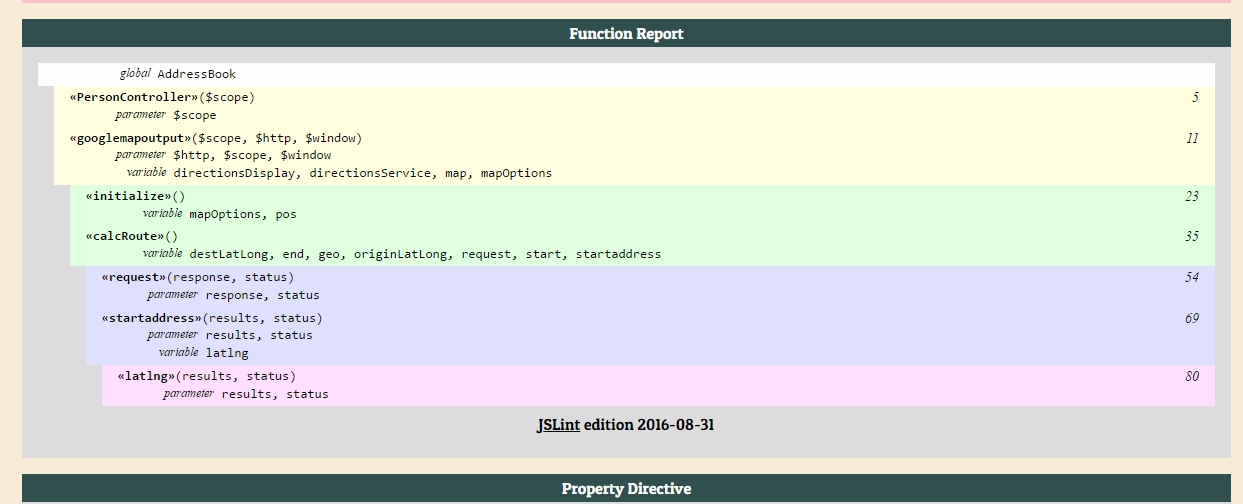 Function Report
global AddressBook
«PersonController»($scope) 5
parameter $scope
«googlemapoutput»($scope, $http, $window) 11
parameter $http, $scope, $window
variable directionsDisplay, directionsService, map, mapOptions
«initialize»() 23
variable mapOptions, pos
«calcRoute»() 35
variable destLatLong, end, geo, originLatLong, request, start, startaddress
«request»(response, status) 54
parameter response, status
«startaddress»(results, status) 69
parameter results, status
variable latlng
«latlng»(results, status) 80
parameter results, status
JSLint edition 2016-08-31
Property Directive